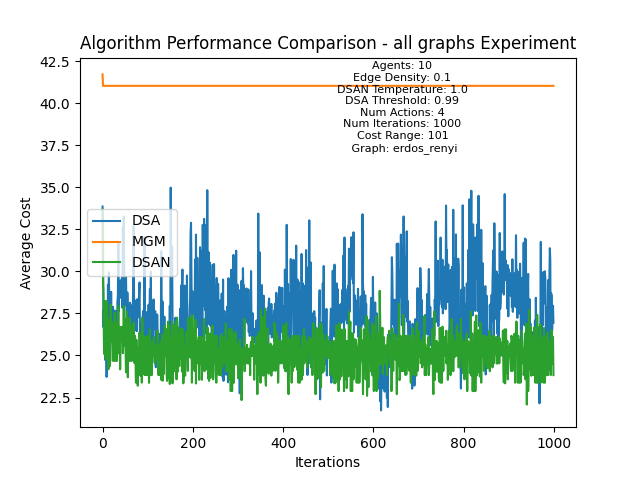 Algorithm Performance Comparison - all graphs Experiment
Agents: 10
Edge Density: 0.1
DSAN Temperature: 1.0
DSA Threshold: 0.99
Num Actions: 4
Num Iterations: 1000
Cost Range: 101
Graph: erdos_renyi
42.5
40.0
37.5
35.0
32.5
30.0
27.5
25.0
22.5
Average Cost
DSA
MGM
DSAN
0 200 400 600 800 1000
Iterations